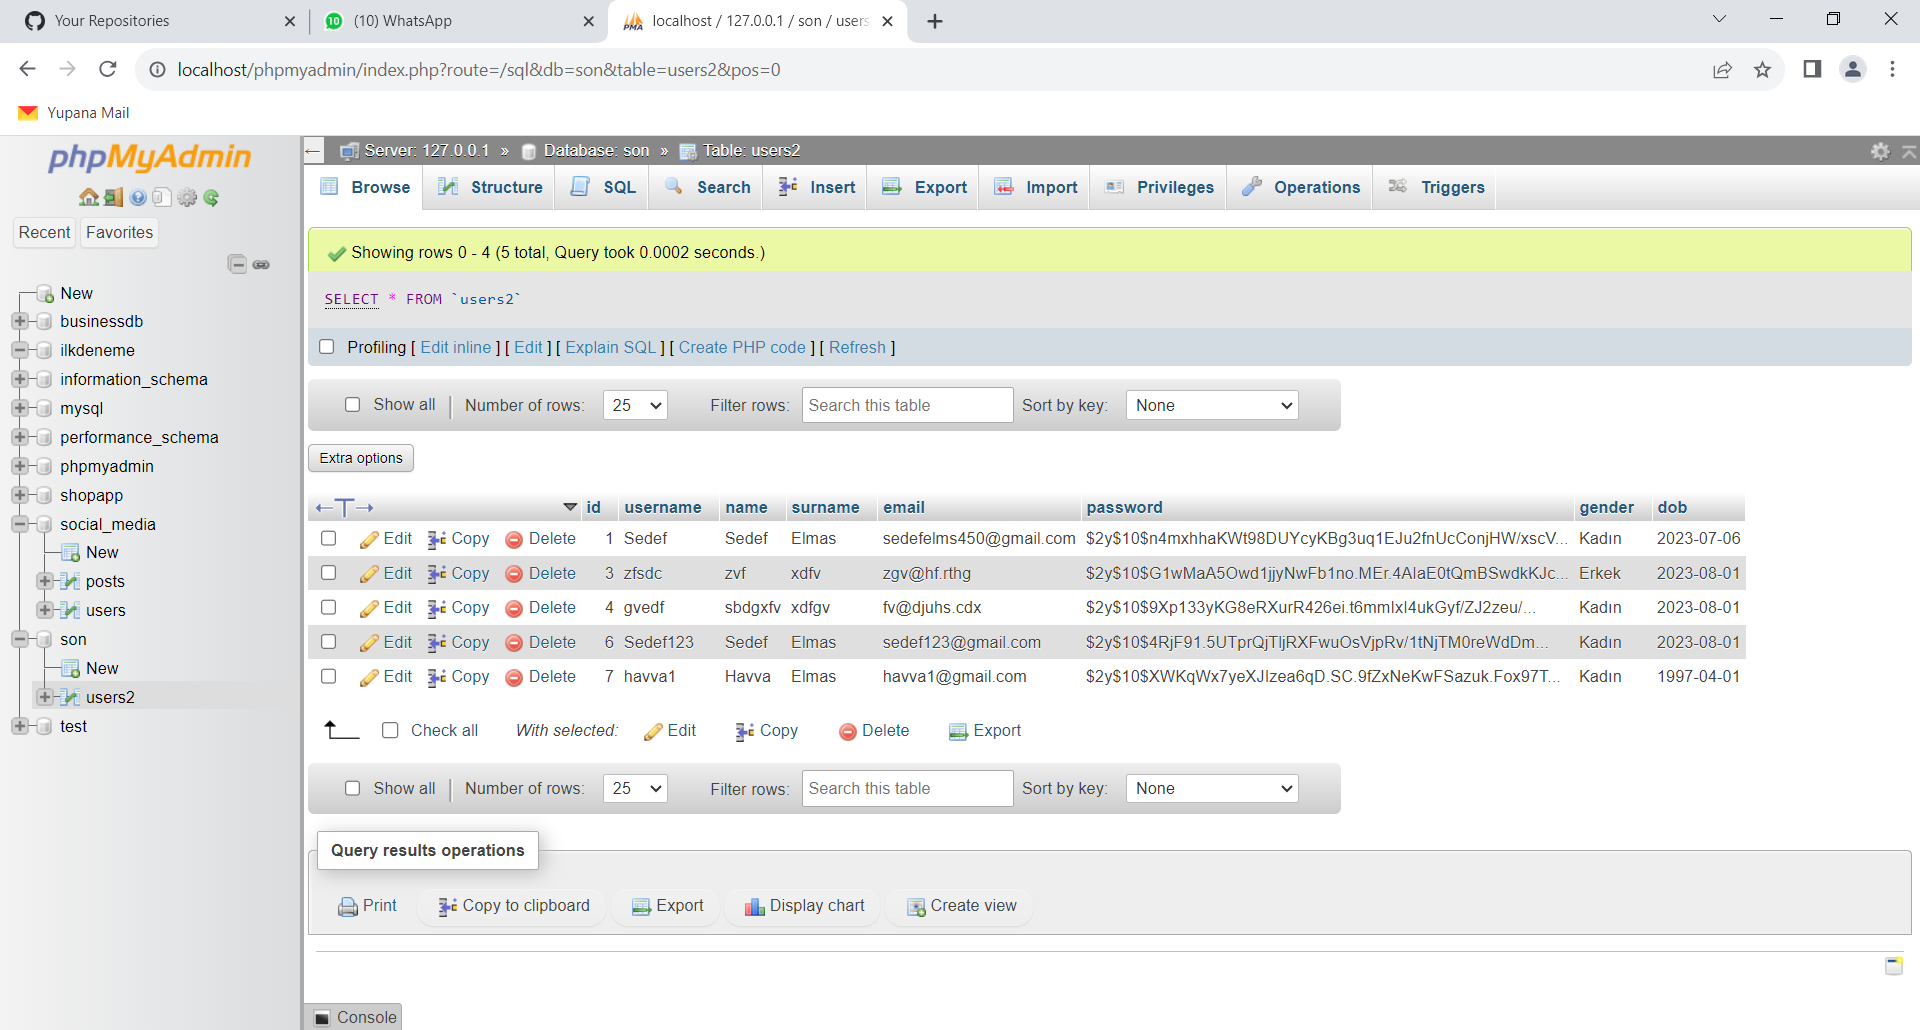 Your Repositories
10
(10) WhatsApp
PMA
localhost / 127.0.0.1 / son / users
localhost/phpmyadmin/index.php?route=/sql&db=son&table=users2&pos=0
Yupana Mail
phpMyAdmin
Server: 127.0.0.1 » Database: son » Table: users2
Browse Structure SQL Search Insert Export Import Privileges Operations Triggers
Recent Favorites
New
businessdb
ilkdeneme
information_schema
mysql
performance_schema
phpmyadmin
shopapp
social_media
New
posts
users
son
New
users2
test
Showing rows 0 - 4 (5 total, Query took 0.0002 seconds.)
SELECT * FROM `users2`
Profiling [ Edit inline ] [ Edit ] [ Explain SQL ] [ Create PHP code ] [ Refresh ]
Show all Number of rows: 25 Filter rows: Search this table Sort by key: None
Extra options
id username name surname email password gender dob
Edit Copy Delete 1 Sedef Sedef Elmas sedefelms450@gmail.com $2y$10$n4mxhhaKWt98DUYcyKBg3uq1EJu2fnUcConjHW/xscV... Kadın 2023-07-06
Edit Copy Delete 3 zfsdc zvf xdfv zgv@hf.rthg $2y$10$G1wMaA5Owd1jjyNwFb1no.MEr.4AlaE0tQmBSwdkKJc... Erkek 2023-08-01
Edit Copy Delete 4 gvedf sbdgxfv xdfgv fv@djuhs.cdx $2y$10$9Xp133yKG8eRXurR426ei.t6mmIxI4ukGyf/ZJ2zeu/... Kadın 2023-08-01
Edit Copy Delete 6 Sedef123 Sedef Elmas sedef123@gmail.com $2y$10$4RjF91.5UTprQjTljRXFwuOsVjpRv/1tNjTM0reWdDm... Kadın 2023-08-01
Edit Copy Delete 7 havva1 Havva Elmas havva1@gmail.com $2y$10$XWKqWx7yeXJIzea6qD.SC.9fZxNeKwFSazuk.Fox97T... Kadın 1997-04-01
Check all With selected: Edit Copy Delete Export
Show all Number of rows: 25 Filter rows: Search this table Sort by key: None
Query results operations
Print Copy to clipboard Export Display chart Create view
Console